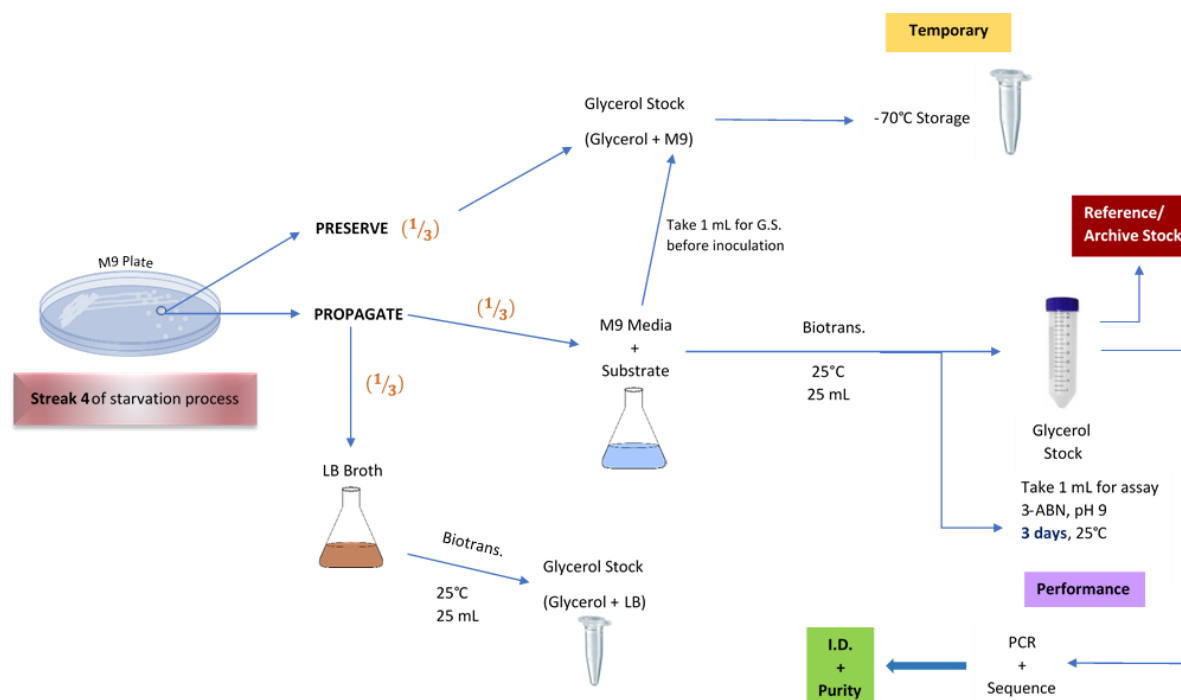 Temporary
Glycerol Stock
(Glycerol + M9)
-70°C Storage
Take 1 mL for G.S.
before inoculation
Reference/
Archive Stock
M9 Plate
PRESERVE (1/3)
PROPAGATE
(1/3)
(1/3)
Streak 4 of starvation process
M9 Media
+
Substrate
Biotrans.
25°C
25 mL
Glycerol
Stock
LB Broth
Biotrans.
25°C
25 mL
Glycerol Stock
(Glycerol + LB)
Take 1 mL for assay
3-ABN, pH 9
3 days, 25°C
Performance
I.D.
+
Purity
PCR
+
Sequence